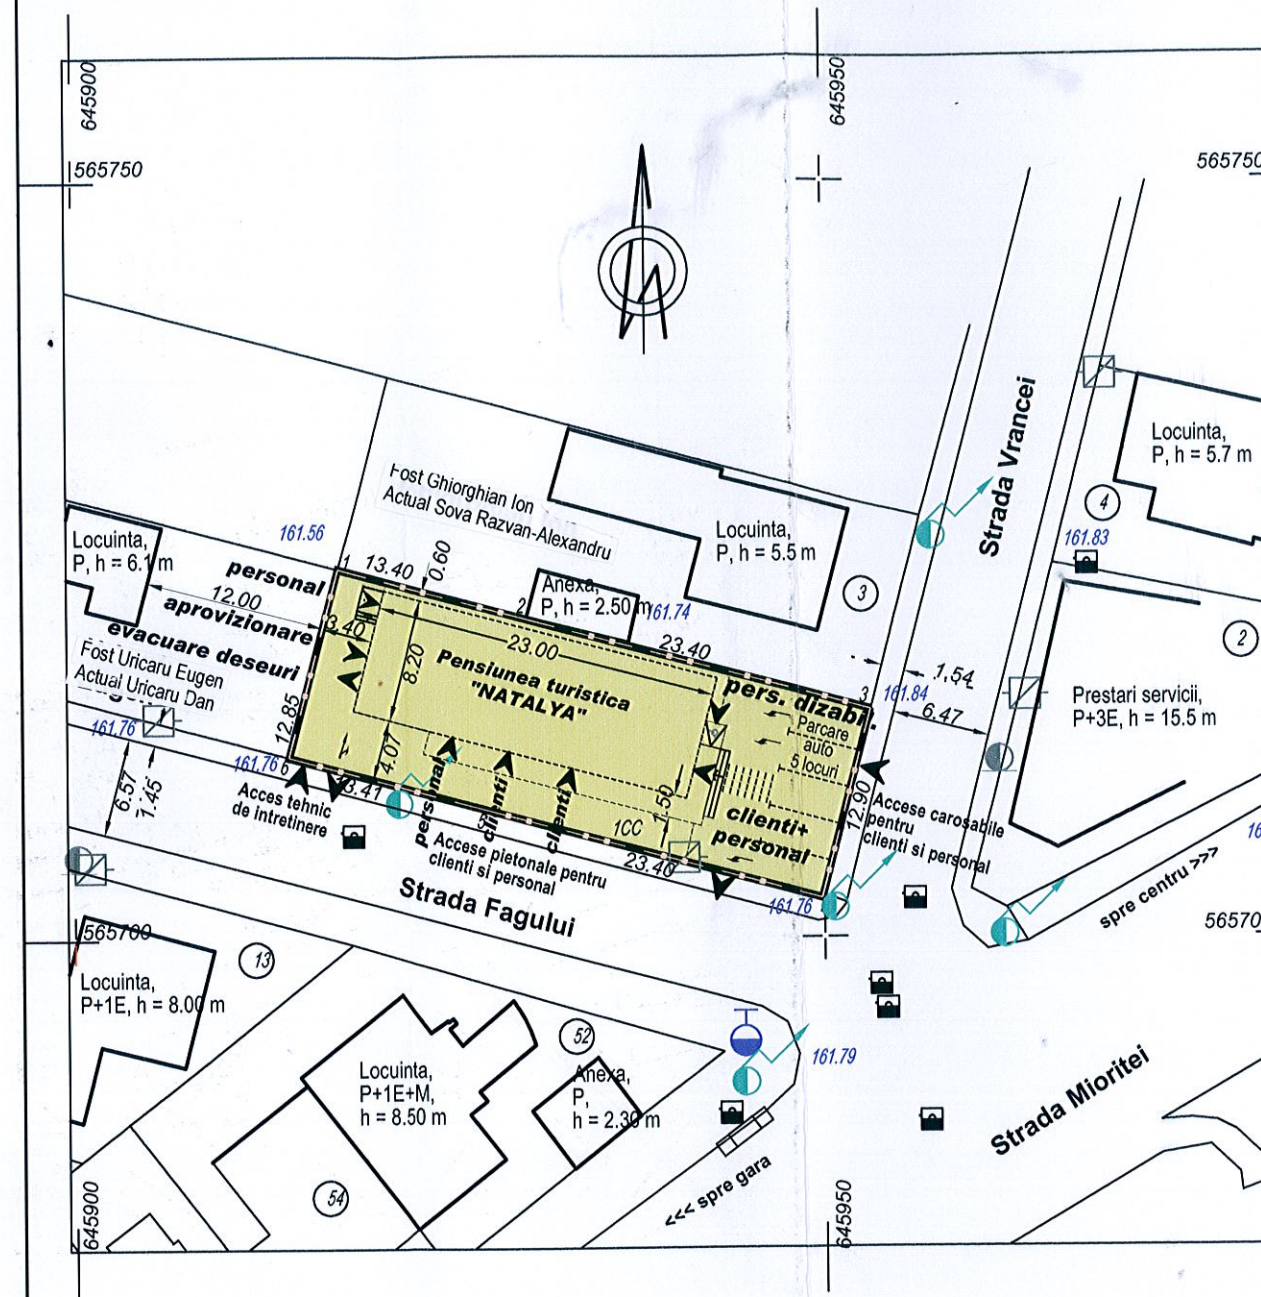 645900
645950
565750
565750
Strada Vrancei
Locuinta,
P, h = 5.7 m
4
161.83
Fost Ghiorghian Ion
Actual Sova Razvan-Alexandru
161.56
Locuinta,
P, h = 5.5 m
Locuinta,
P, h = 6.1 m
1
13.40
0.60
personal
12.00
aprovizionare
evacuare deseuri
Anexa,
P, h = 2.50 m
161.74
2
3
3.40
23.00
23.40
8.20
Pensiunea turistica
"NATALYA"
pers. dizabil.
3
161.84
1.54
6.47
2
Prestari servicii,
P+3E, h = 15.5 m
Fost Uricaru Eugen
Actual Uricaru Dan
12.85
Parcare
auto
5 locuri
161.76
161.76
6
6.57
1.45
4.07
13.41
Acces tehnic
de intretinere
personal
clienti
clienti
1.50
1CC
clienti+
personal
12.90
Accese carosabile
pentru
clienti si personal
Accese pietonale pentru
clienti si personal
23.40
161.76
Strada Fagului
spre centru >>>
565700
13
Locuinta,
P+1E, h = 8.00 m
52
Locuinta,
P+1E+M,
h = 8.50 m
Anexa,
P,
h = 2.30 m
161.79
Strada Mioritei
54
<<< spre gara
645900
645950